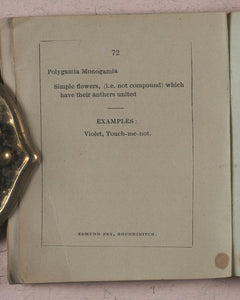 72
Polygamia Monogamia
Simple flowers, (i.e. not compound) which
have their anthers united
EXAMPLES:
Violet, Touch-me-not.
EDMUND FRY, HOUNDSDITCH.